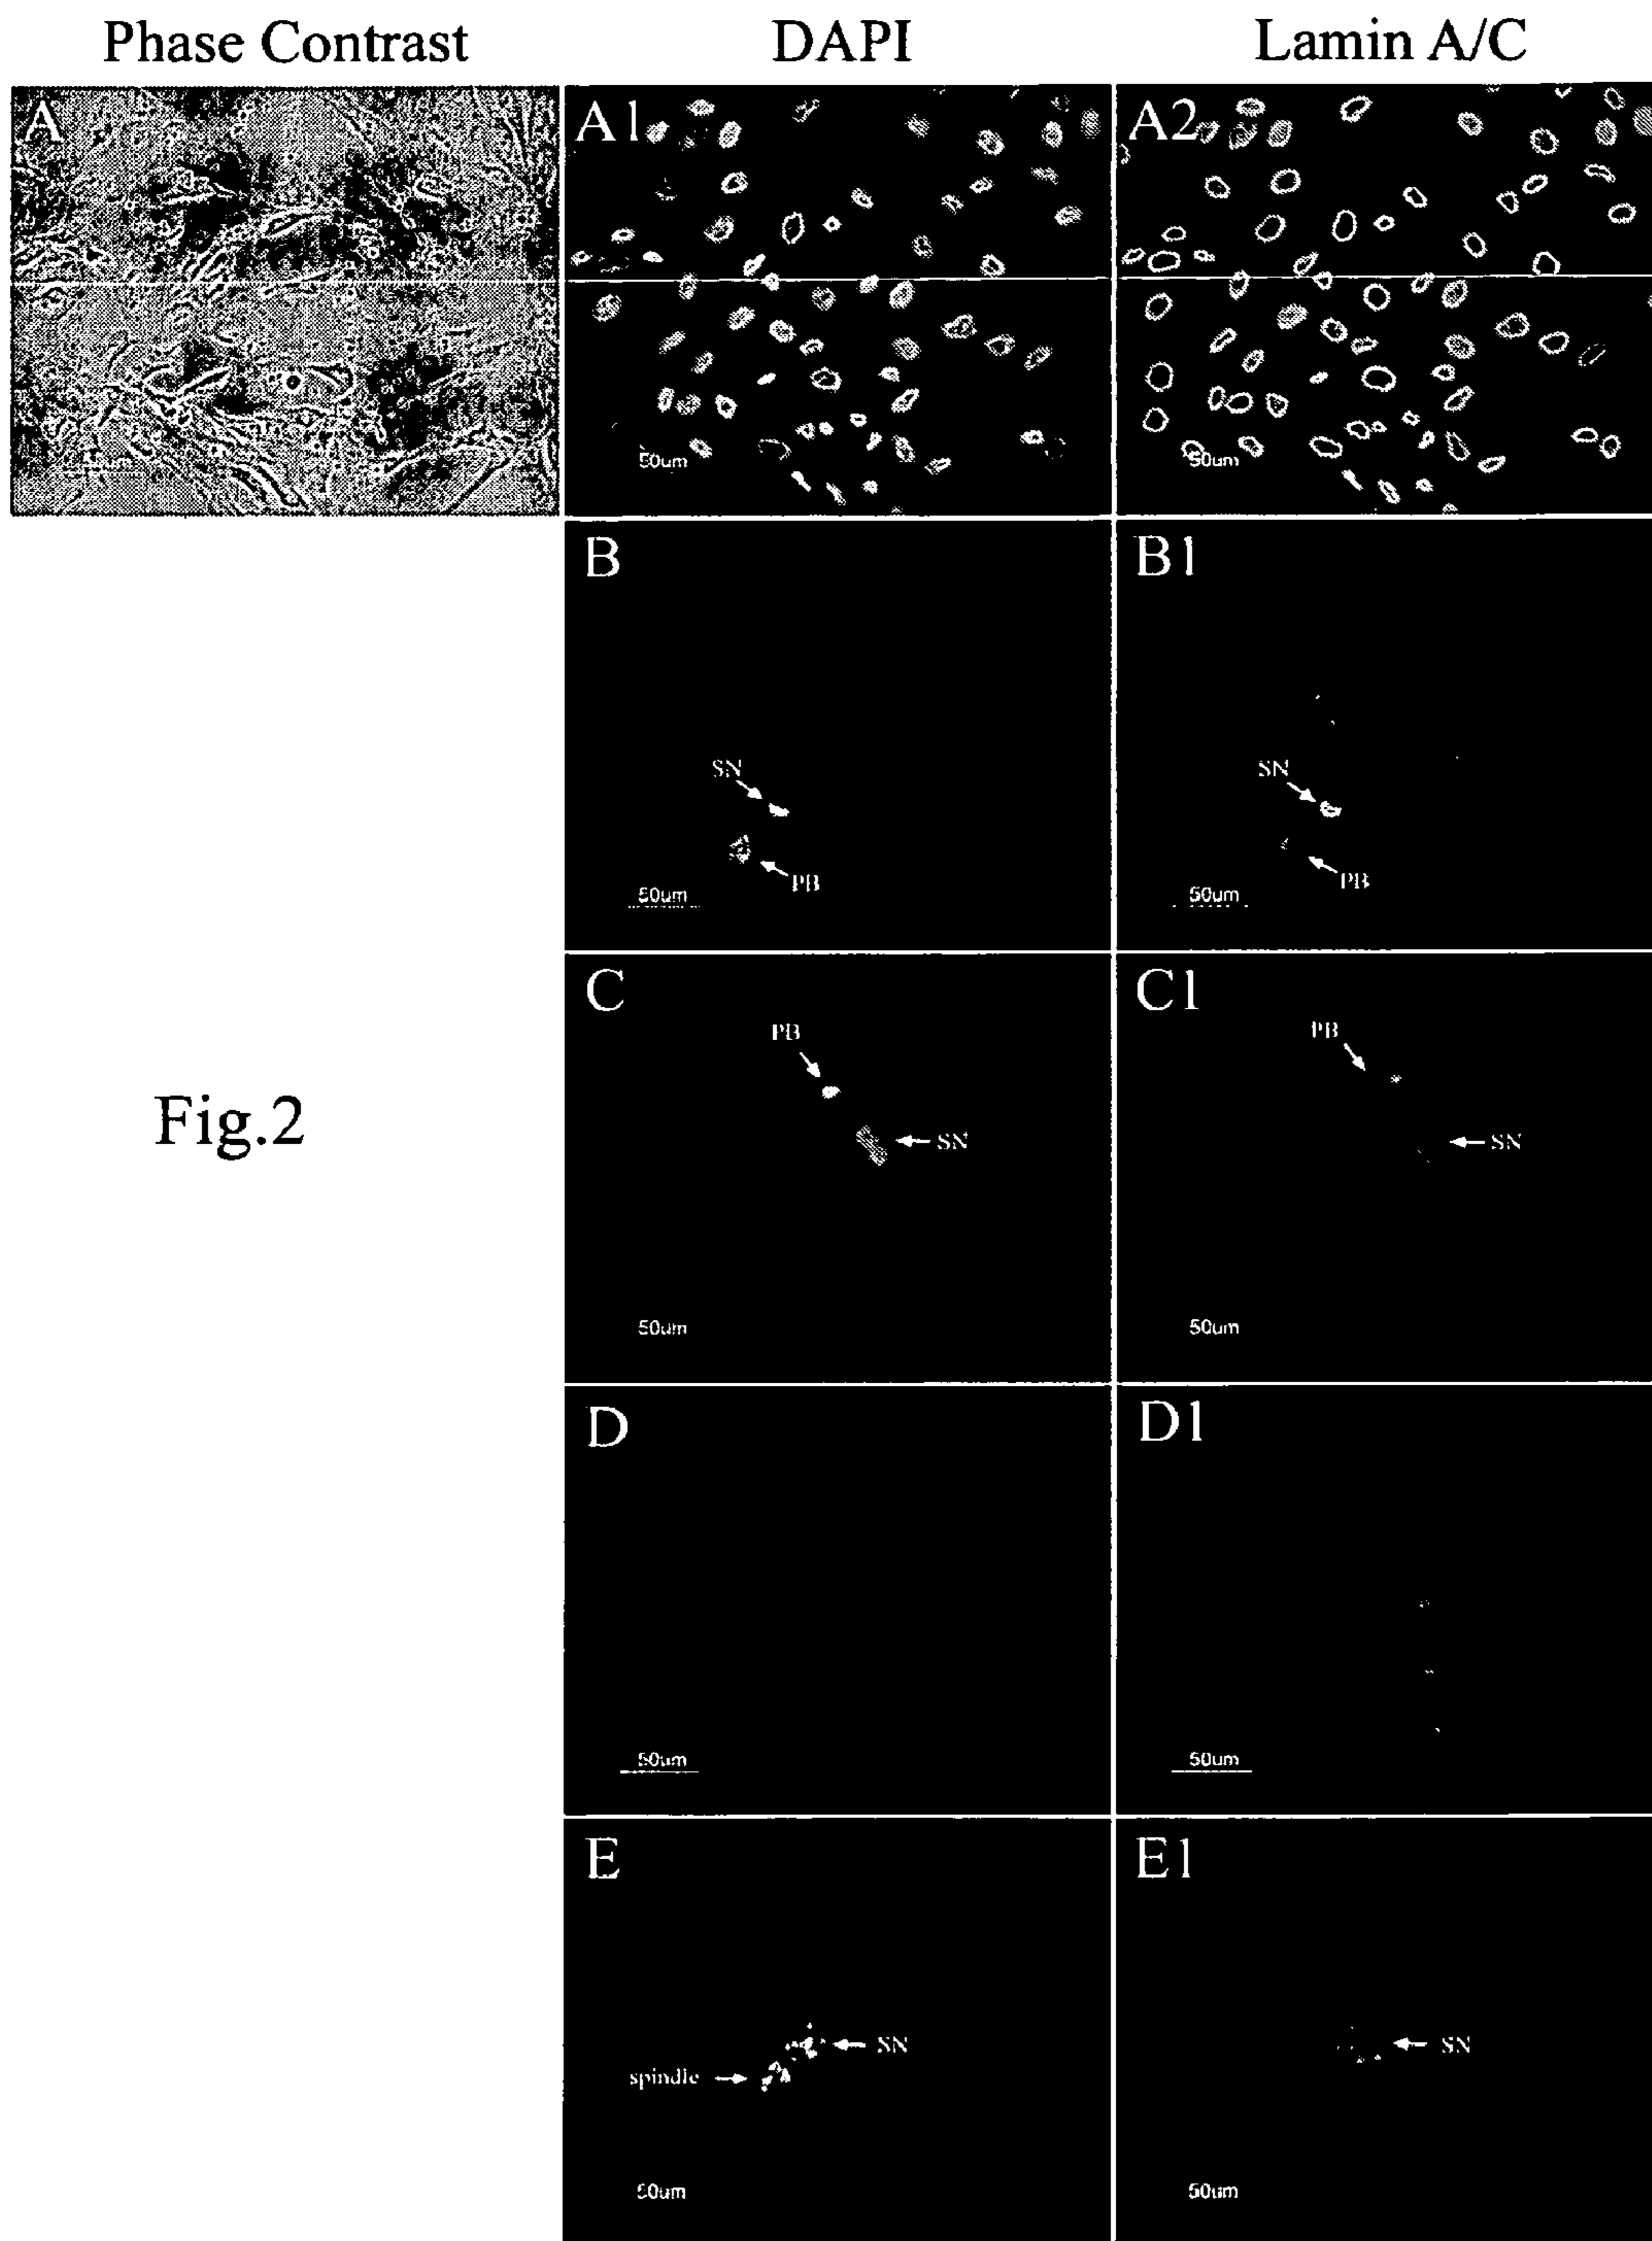 Phase Contrast DAPI Lamin A/C
A A1 A2
50um 50um
B B1
SN SN
PB PB
50um 50um
C C1
PB PB
SN SN
50um 50um
Fig.2
D D1
50um 50um
E E1
SN SN
spindle
50um 50um